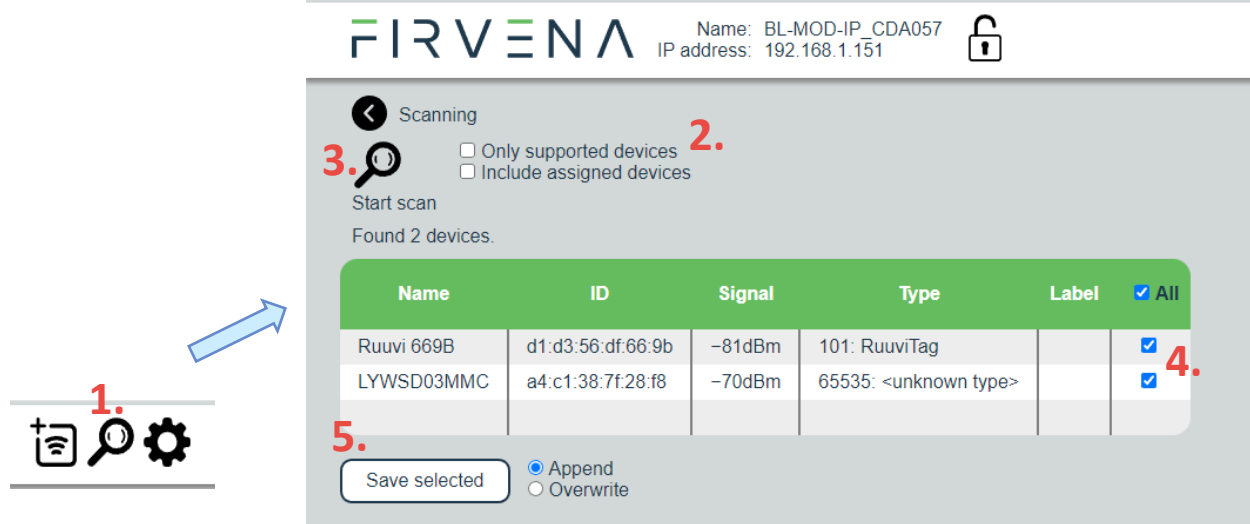 FIRVENA
Name: BL-MOD-IP_CDA057
IP address: 192.168.1.151
Scanning
2.
3.
Only supported devices
Include assigned devices
Start scan
Found 2 devices.
Name ID Signal Type Label All
Ruuvi 669B d1:d3:56:df:66:9b −81dBm 101: RuuviTag
LYWSD03MMC a4:c1:38:7f:28:f8 −70dBm 65535: <unknown type>
4.
1.
5.
Save selected
Append
Overwrite